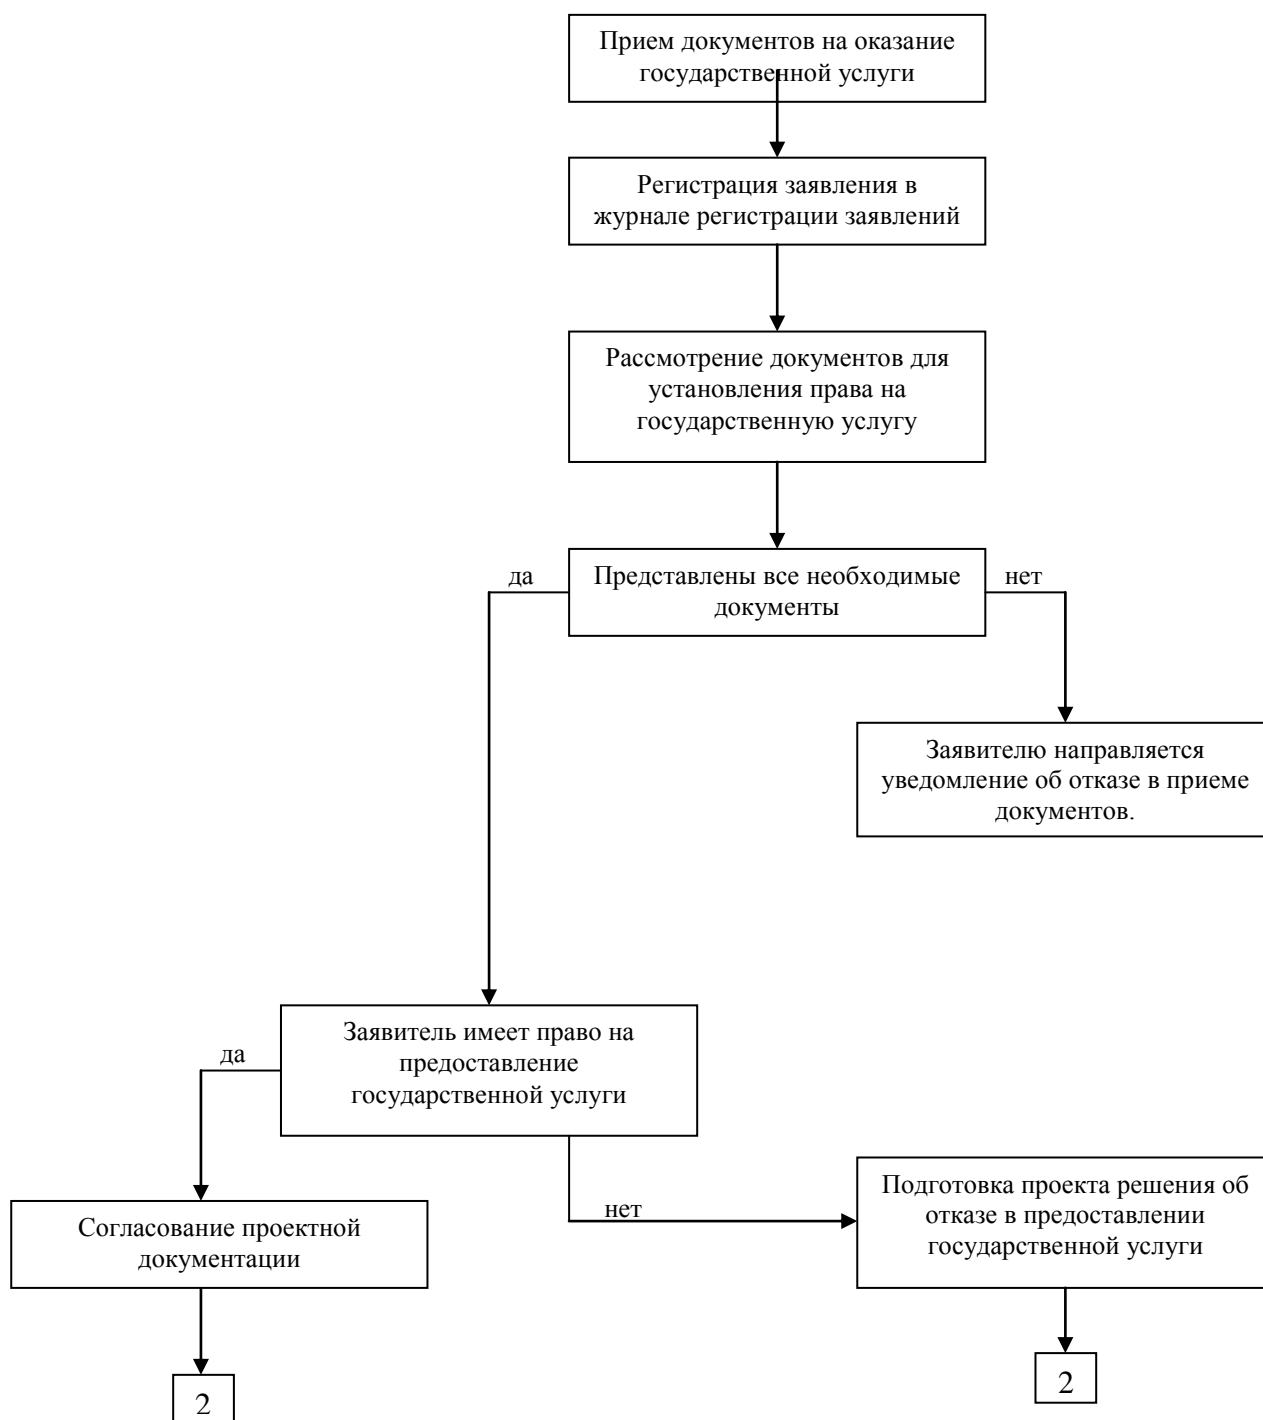 Прием документов на оказание
государственной услуги
Регистрация заявления в
журнале регистрации заявлений
Рассмотрение документов для
установления права на
государственную услугу
да
Представлены все необходимые
документы
нет
Заявителю направляется
уведомление об отказе в приеме
документов.
Заявитель имеет право на
предоставление
государственной услуги
да
нет
Подготовка проекта решения об
отказе в предоставлении
государственной услуги
Согласование проектной
документации
2
2